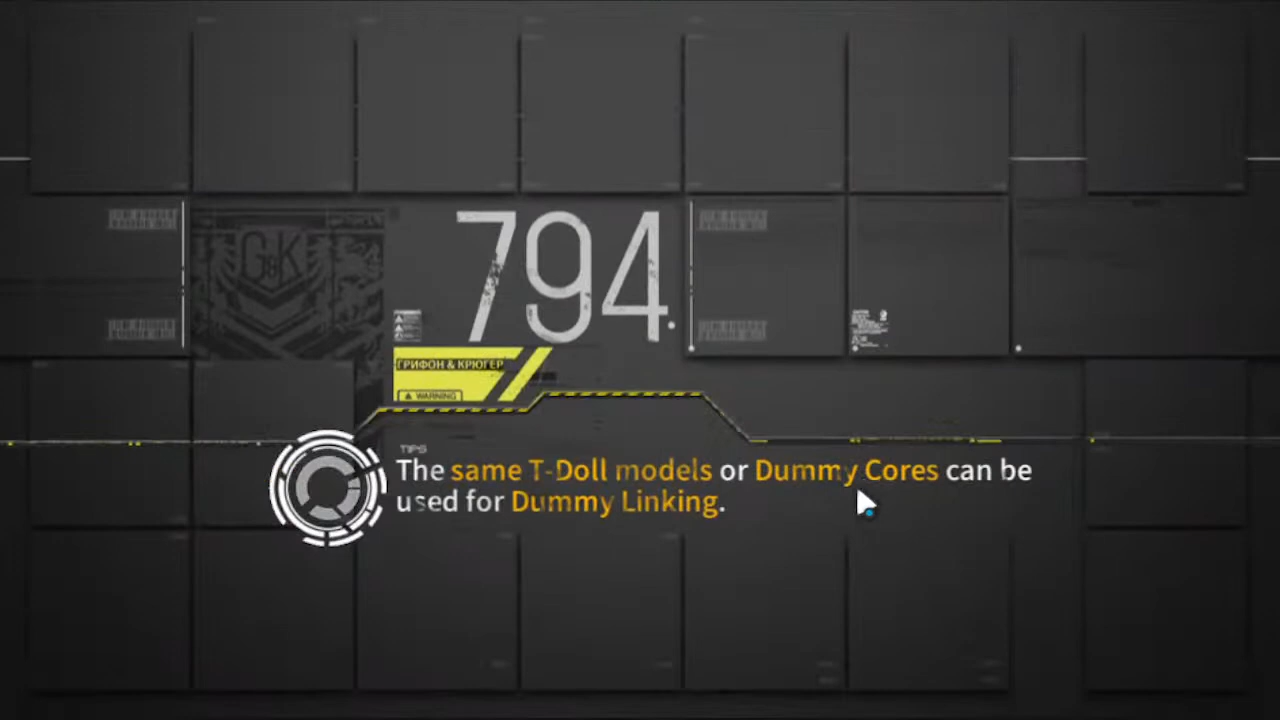 G&K
794.
ГРИФОН & КРЮГЕР
WARNING
TIPS
The same T-Doll models or Dummy Cores can be
used for Dummy Linking.